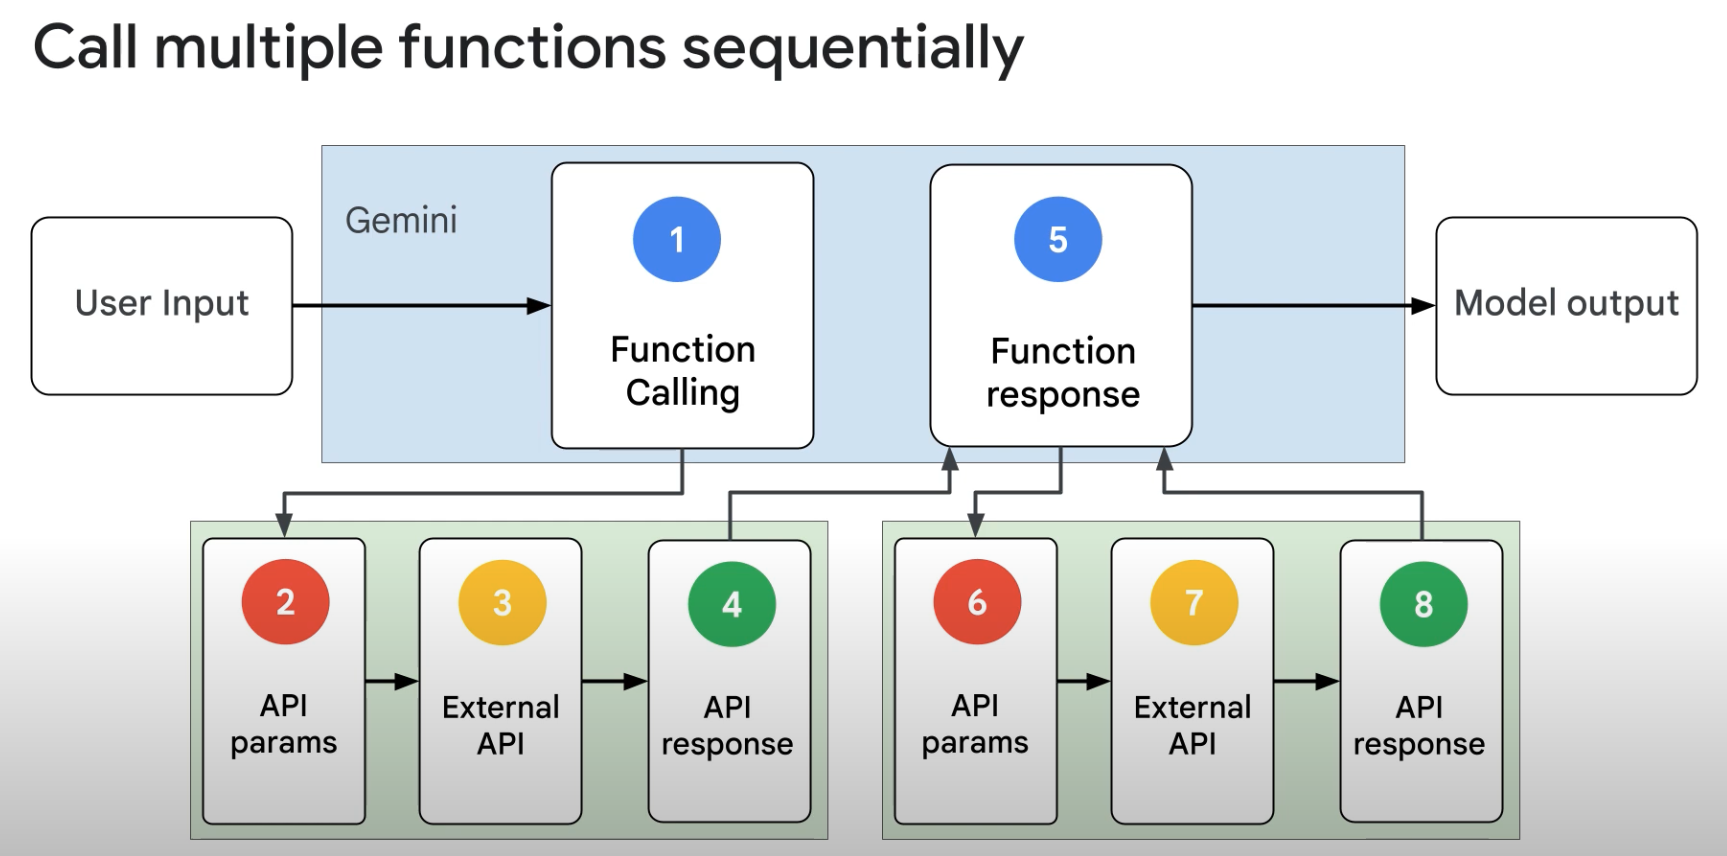 Call multiple functions sequentially
Gemini
User Input
1
Function
Calling
5
Function
response
Model output
2
API
params
3
External
API
4
API
response
6
API
params
7
External
API
8
API
response